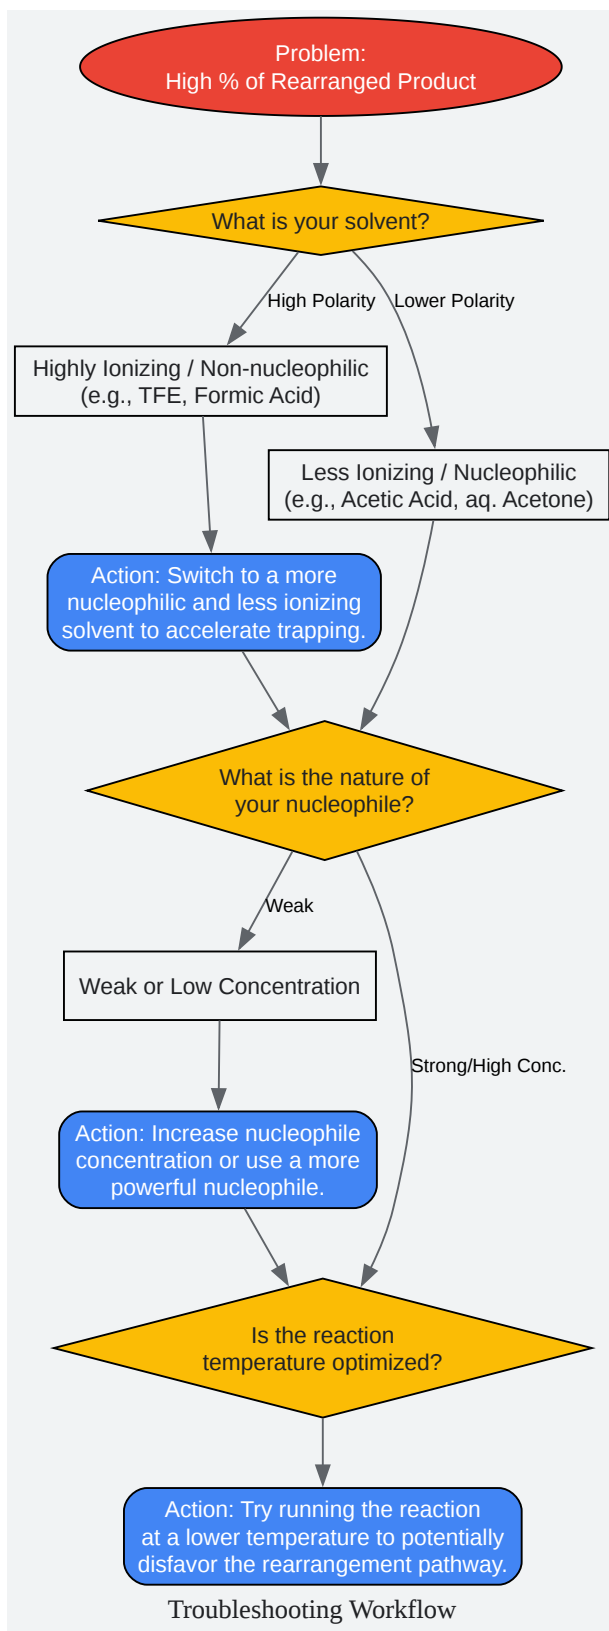 Problem:
High % of Rearranged Product
What is your solvent?
High Polarity
Lower Polarity
Highly Ionizing / Non-nucleophilic
(e.g., TFE, Formic Acid)
Less Ionizing / Nucleophilic
(e.g., Acetic Acid, aq. Acetone)
Action: Switch to a more
nucleophilic and less ionizing
solvent to accelerate trapping.
What is the nature of
your nucleophile?
Weak
Weak or Low Concentration
Strong/High Conc.
Action: Increase nucleophile
concentration or use a more
powerful nucleophile.
Is the reaction
temperature optimized?
Action: Try running the reaction
at a lower temperature to potentially
disfavor the rearrangement pathway.
Troubleshooting Workflow